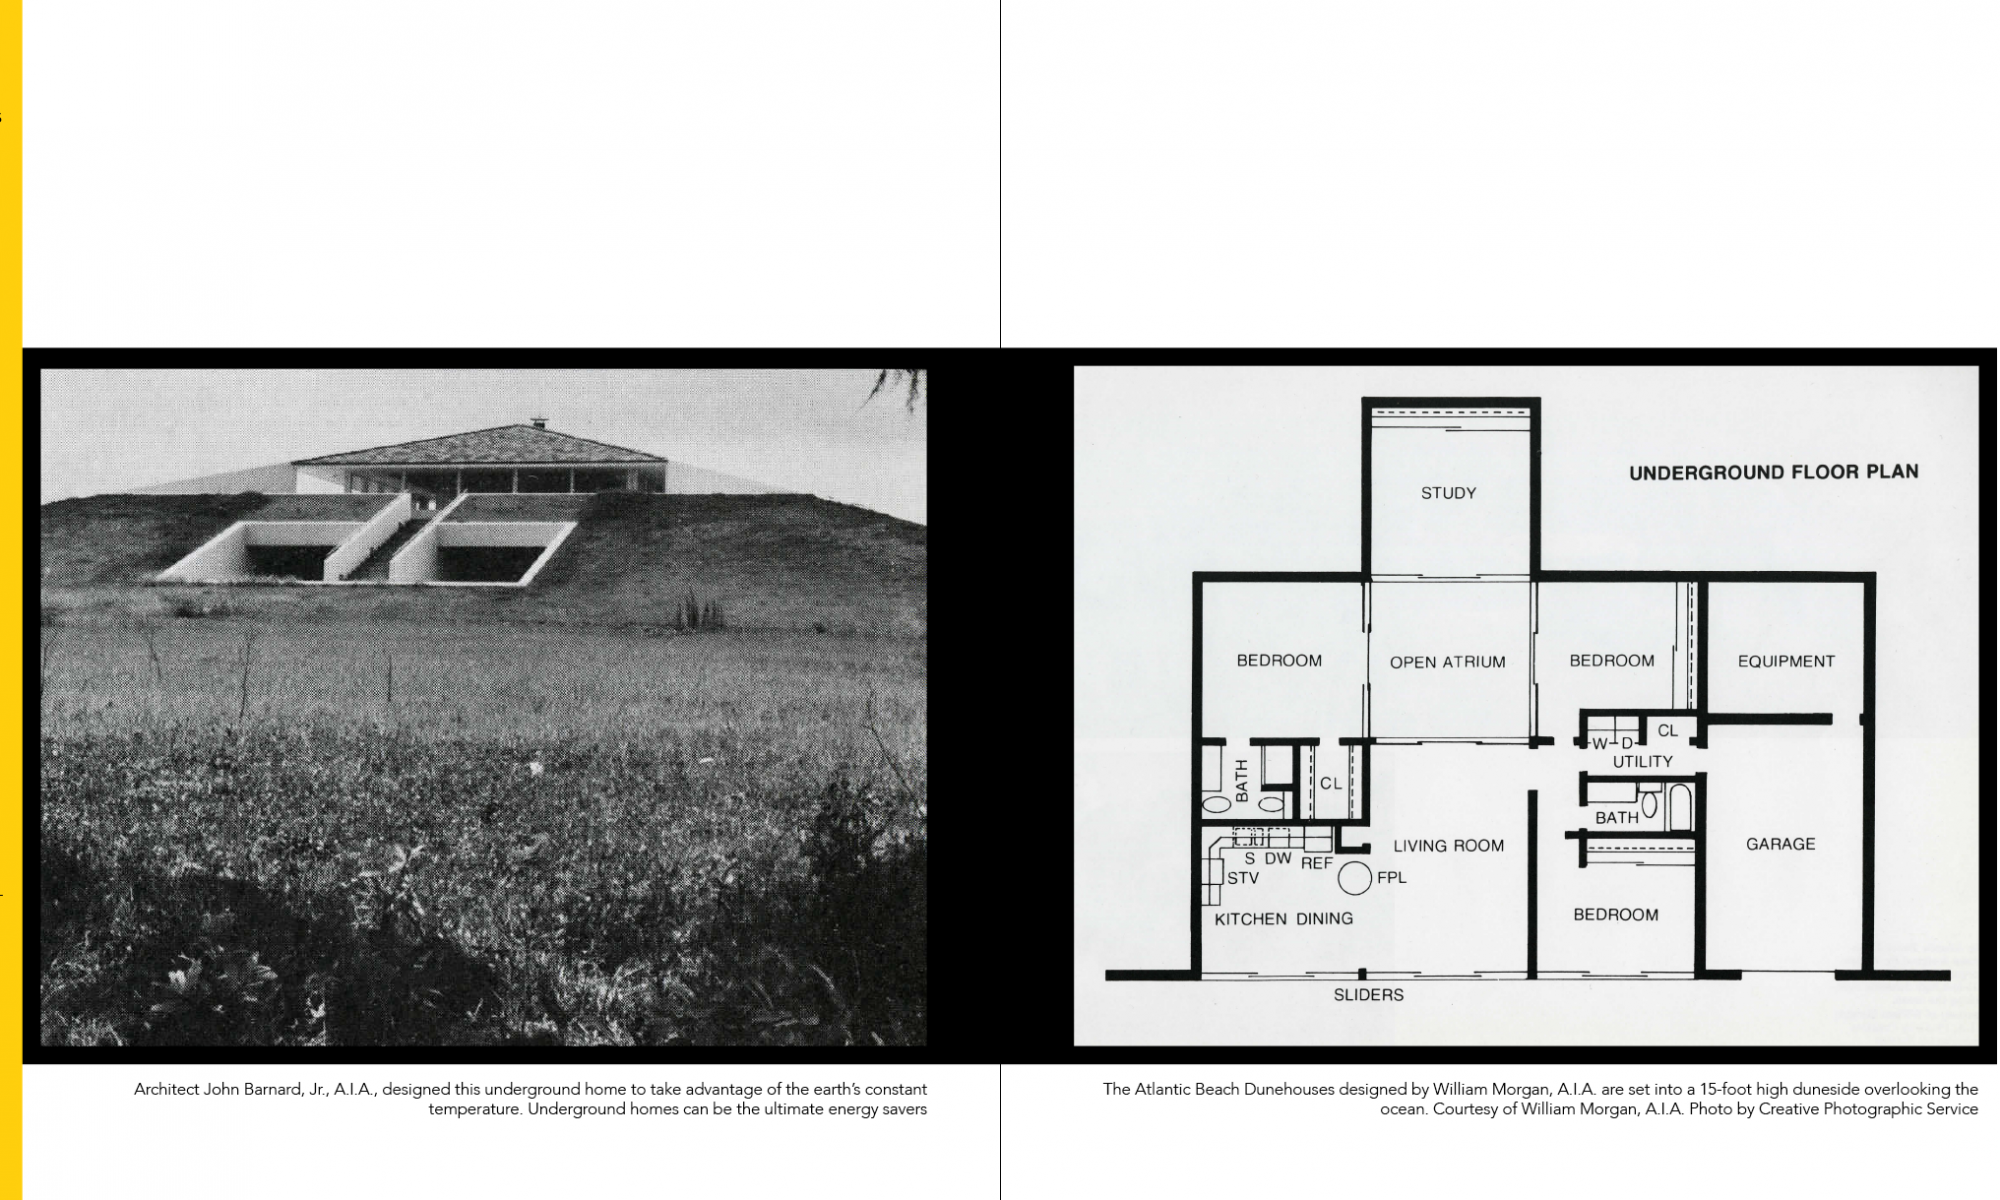 UNDERGROUND FLOOR PLAN
STUDY
BEDROOM
OPEN ATRIUM
BEDROOM
EQUIPMENT
W-D
CL
UTILITY
BATH
CL
BATH
S DW REF
STV
FPL
LIVING ROOM
GARAGE
KITCHEN DINING
BEDROOM
SLIDERS
Architect John Barnard, Jr., A.I.A., designed this underground home to take advantage of the earth's constant
temperature. Underground homes can be the ultimate energy savers
The Atlantic Beach Dunehouses designed by William Morgan, A.I.A. are set into a 15-foot high duneside overlooking the
ocean. Courtesy of William Morgan, A.I.A. Photo by Creative Photographic Service